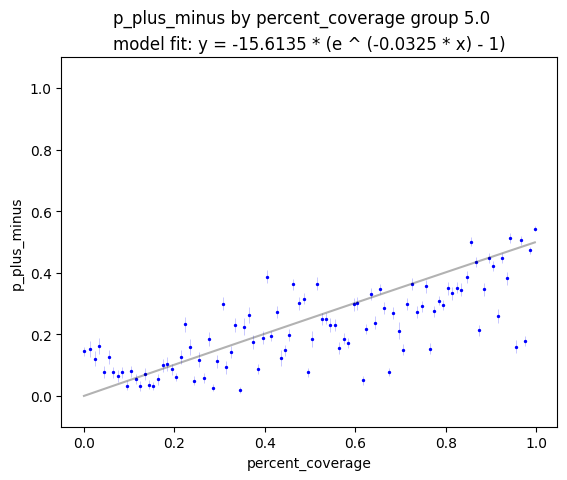 p_plus_minus by percent_coverage group 5.0
model fit: y = -15.6135 * (e ^ (-0.0325 * x) - 1)
1.0
0.8
0.6
0.4
0.2
0.0
p_plus_minus
0.0 0.2 0.4 0.6 0.8 1.0
percent_coverage